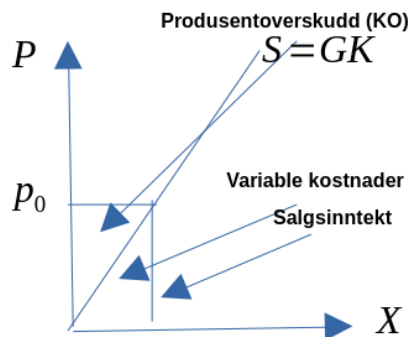 Produsentoverskudd (KO)
P
S = GK
Variable kostnader
p₀
Salgsinntekt
X